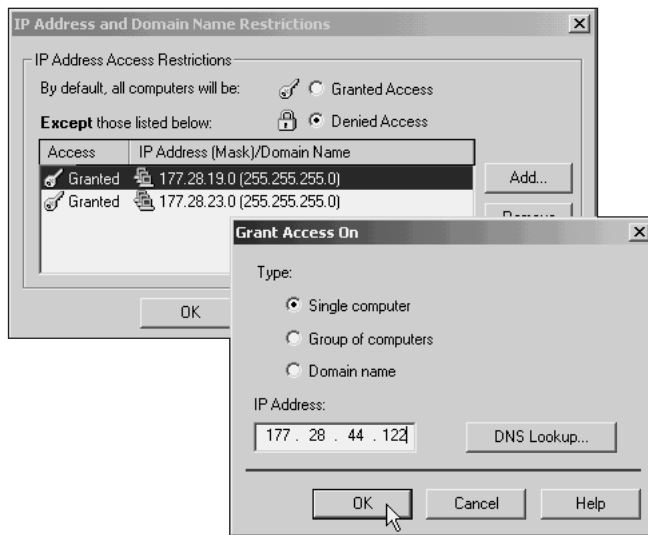 IP Address and Domain Name Restrictions
IP Address Access Restrictions
By default, all computers will be:
Granted Access
Except those listed below:
Denied Access
Access IP Address (Mask)/Domain Name
Granted 177.28.19.0 (255.255.255.0)
Granted 177.28.23.0 (255.255.255.0)
Add...
OK
Grant Access On
Type:
Single computer
Group of computers
Domain name
IP Address:
177 . 28 . 44 . 122
DNS Lookup...
OK Cancel Help